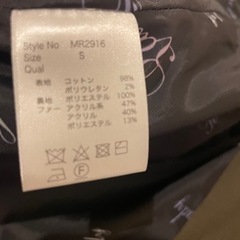 Style No MR2916
Size S
Qual
表地 コットン 98%
ポリウレタン 2%
裏地 ポリエステル 100%
ファー アクリル系 47%
アクリル 40%
ポリエステル 13%
F